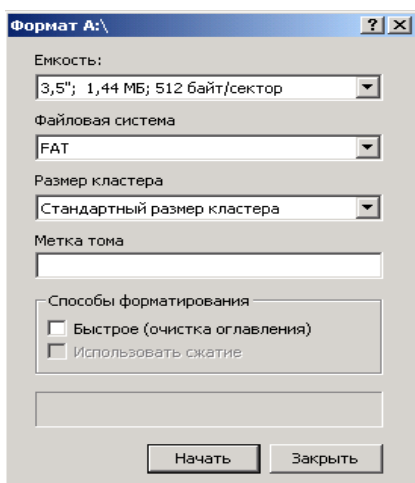 Формат A:\
Емкость:
3,5"; 1,44 МБ; 512 байт/сектор
Файловая система
FAT
Размер кластера
Стандартный размер кластера
Метка тома
Способы форматирования
Быстрое (очистка оглавления)
Использовать сжатие
Начать Закрыть